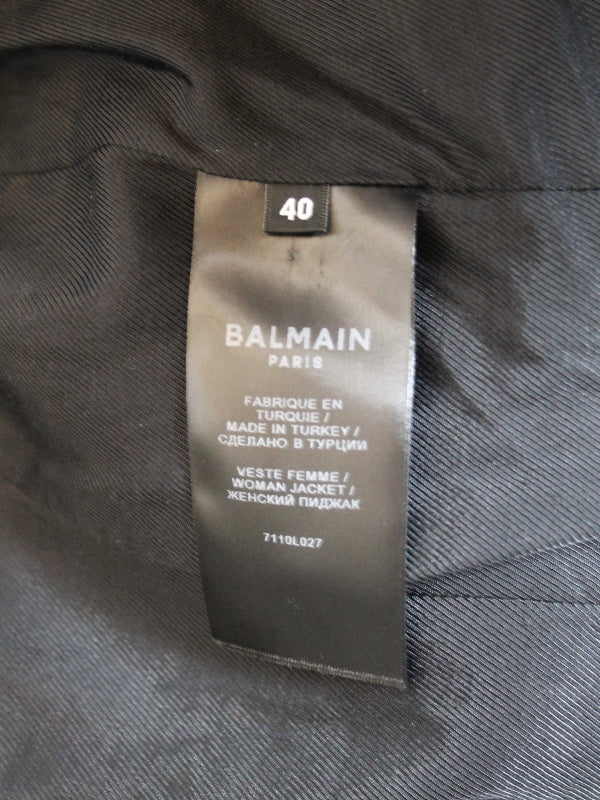 40
BALMAIN
PARIS
FABRIQUE EN
TURQUIE /
MADE IN TURKEY /
СДЕЛАНО В ТУРЦИИ
VESTE FEMME /
WOMAN JACKET /
ЖЕНСКИЙ ПИДЖАК
7110L027